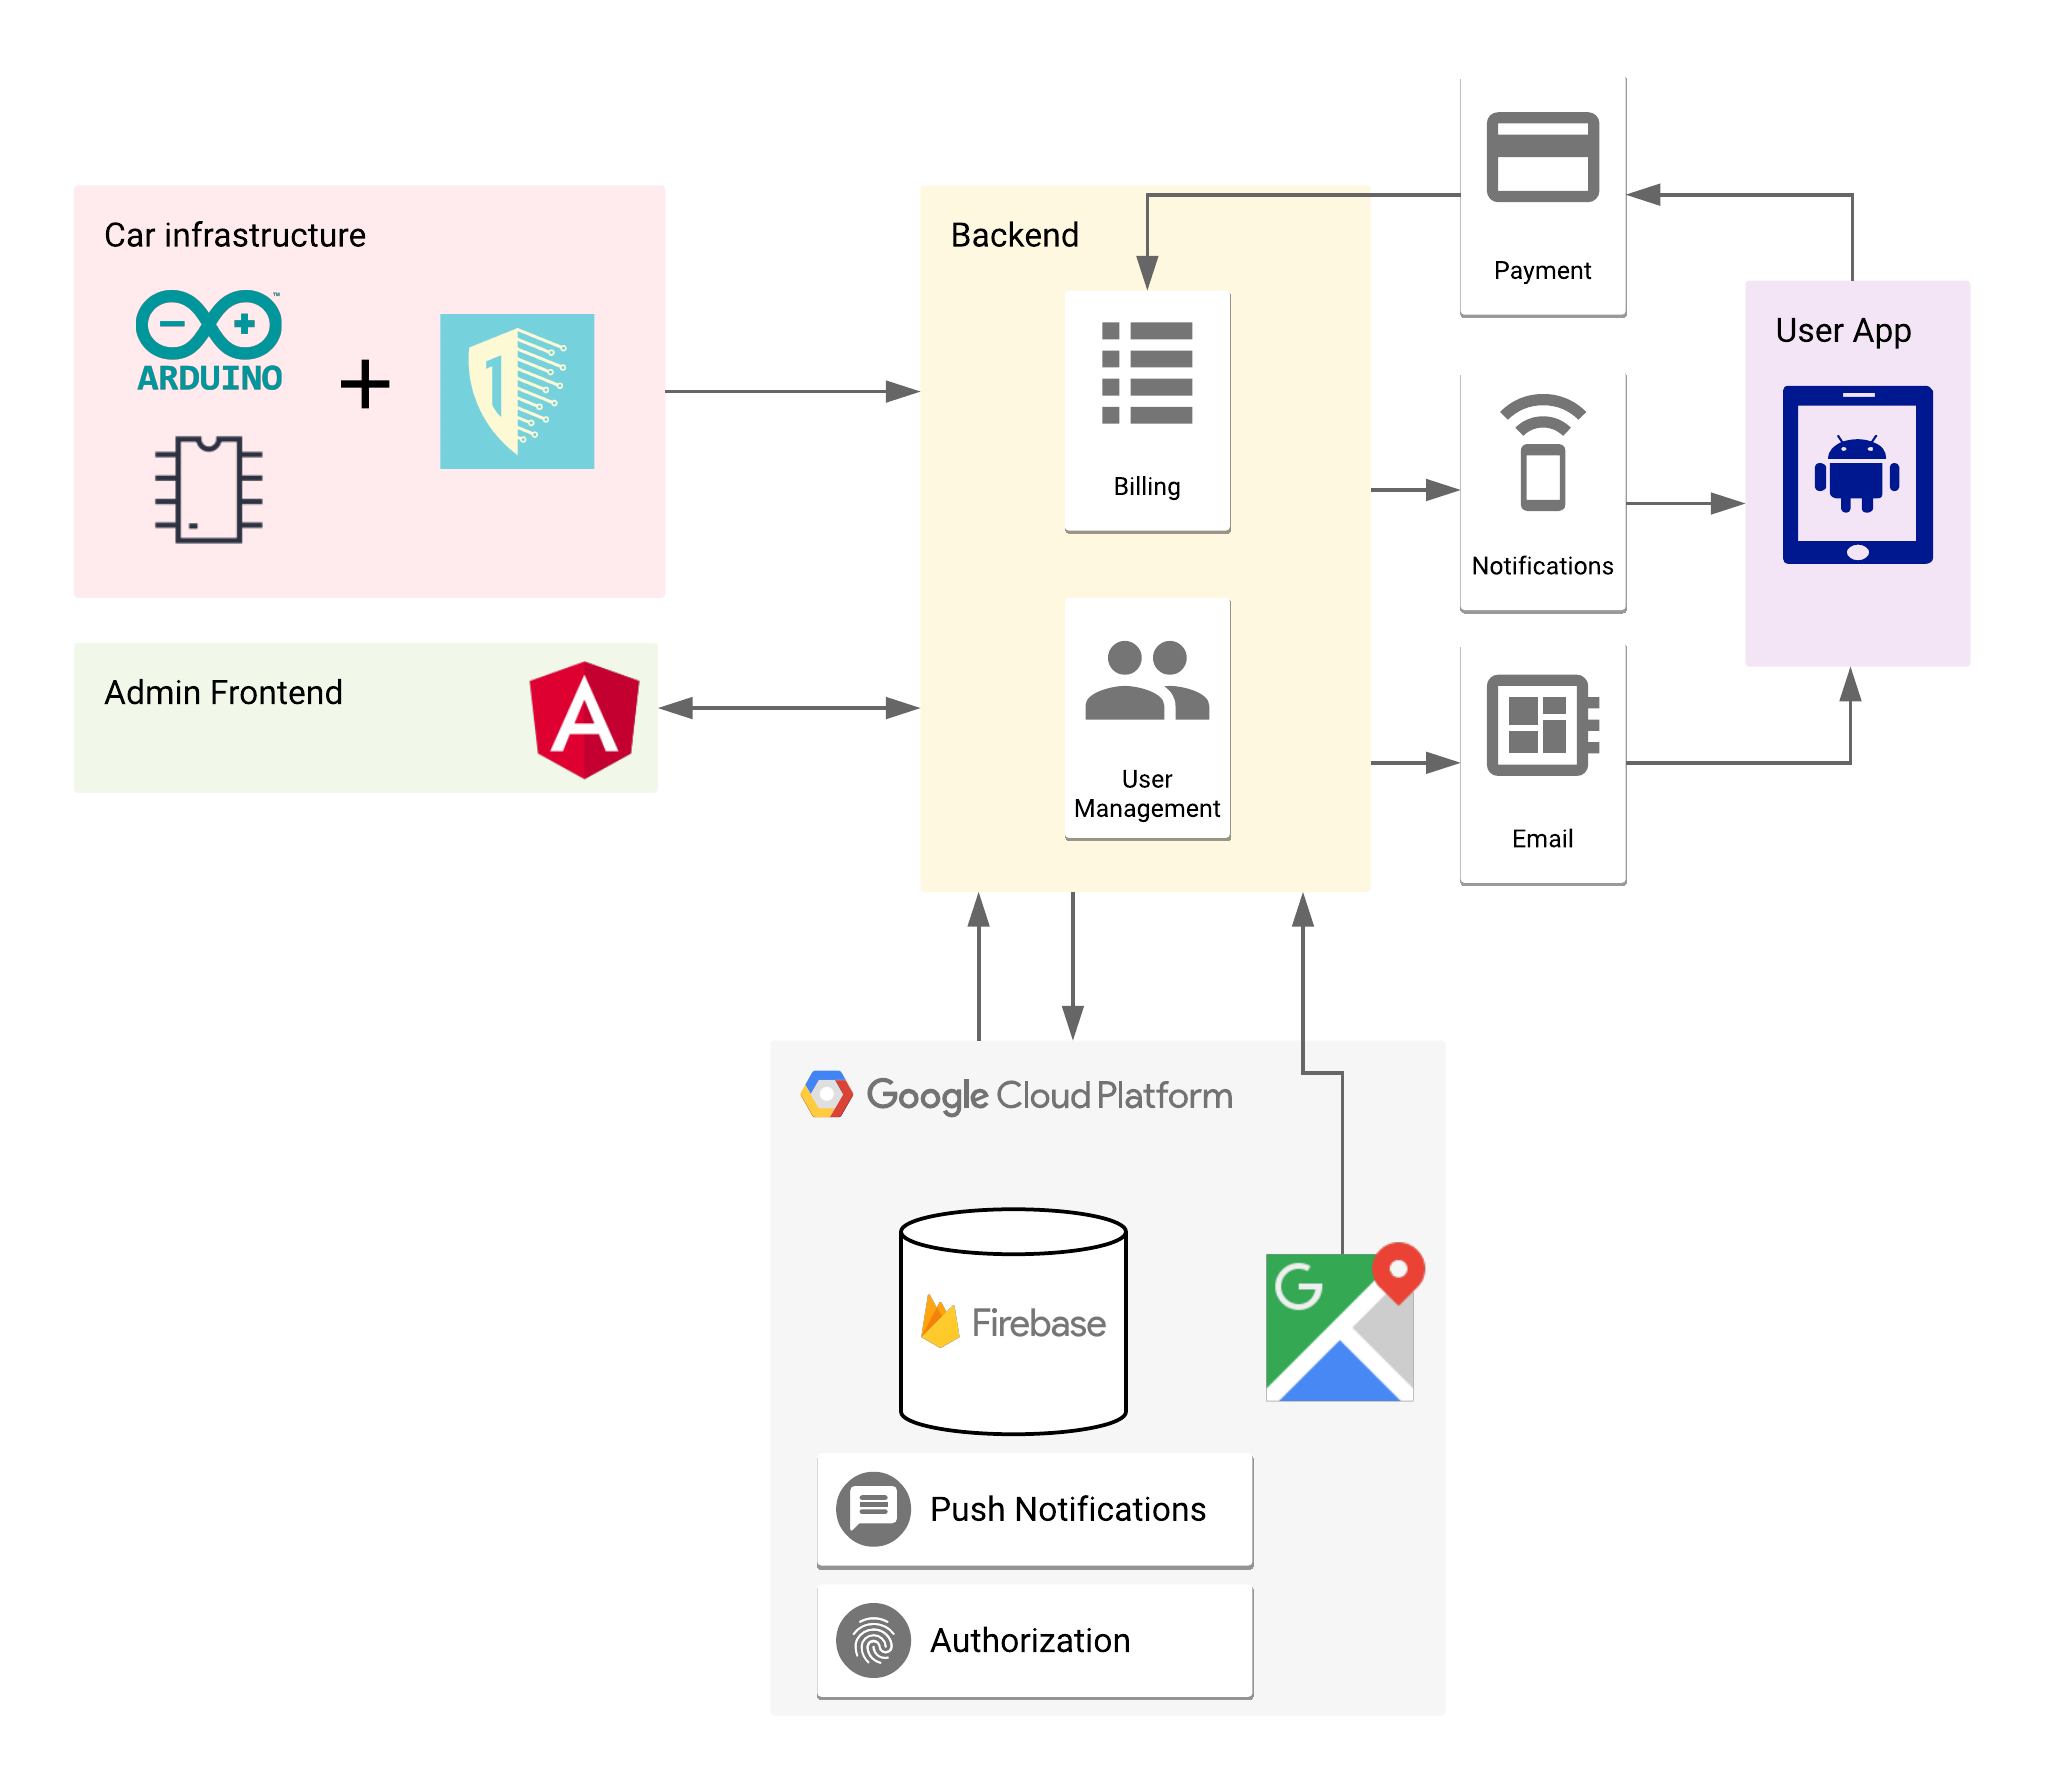 Payment
Car infrastructure
Backend
ARDUINO
™
Billing
User App
Notifications
Admin Frontend
User
Management
Email
Google Cloud Platform
Firebase
G
Push Notifications
Authorization